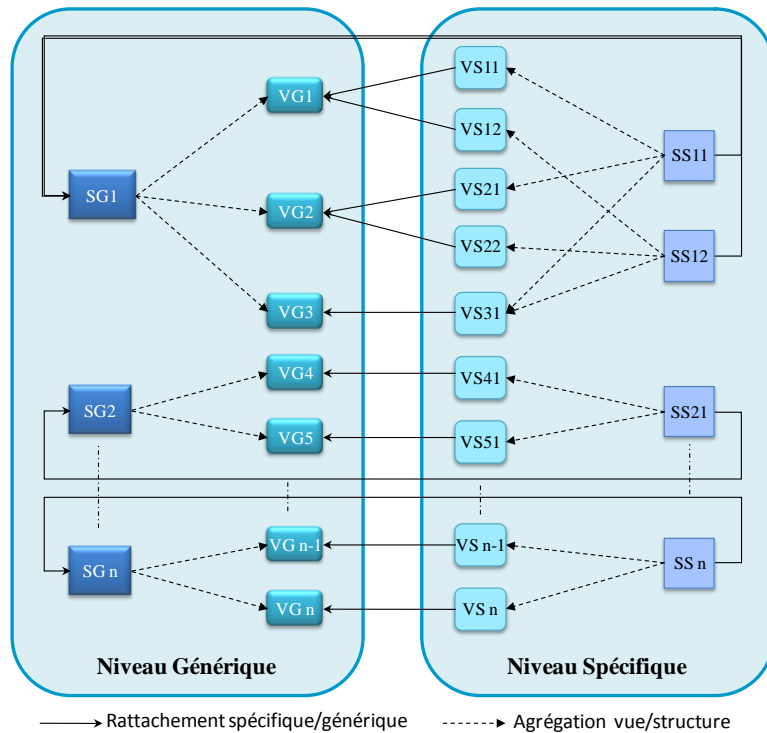 VS11
VG1
VS12
SS11
SG1
VS21
VG2
VS22
SS12
VG3
VS31
VG4
VS41
SG2
SS21
VG5
VS51
VG n-1
VS n-1
SG n
SS n
VG n
VS n
Niveau Générique
Niveau Spécifique
Rattachement spécifique/générique
Agrégation vue/structure